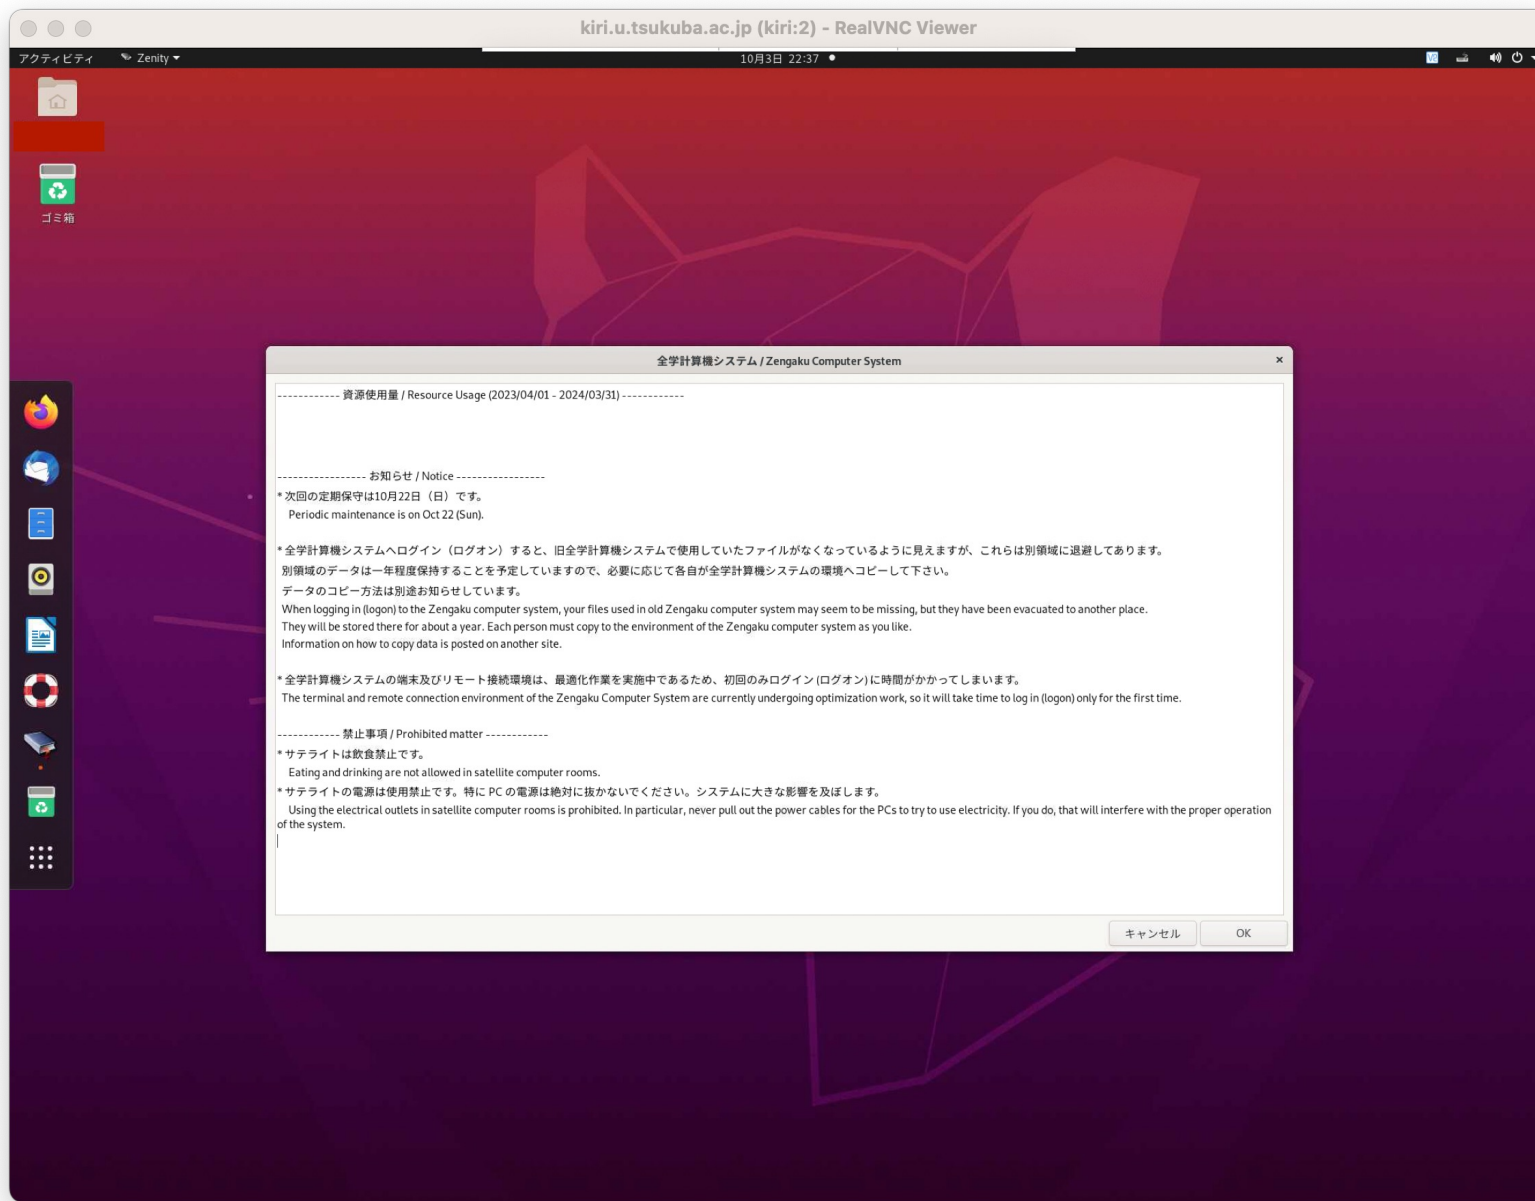 kiri.u.tsukuba.ac.jp (kiri:2) - RealVNC Viewer
アクティビティ Zenity 10月3日 22:37
ゴミ箱
全学計算機システム / Zengaku Computer System
------------ 資源使用量 / Resource Usage (2023/04/01 - 2024/03/31) ------------
----------------- お知らせ / Notice -----------------
* 次回の定期保守は10月22日（日）です。
Periodic maintenance is on Oct 22 (Sun).
* 全学計算機システムへログイン（ログオン）すると、旧全学計算機システムで使用していたファイルがなくなっているように見えますが、これらは別領域に退避してあります。
別領域のデータは一年程度保持することを予定していますので、必要に応じて各自が全学計算機システムの環境へコピーして下さい。
データのコピー方法は別途お知らせしています。
When logging in (logon) to the Zengaku computer system, your files used in old Zengaku computer system may seem to be missing, but they have been evacuated to another place.
They will be stored there for about a year. Each person must copy to the environment of the Zengaku computer system as you like.
Information on how to copy data is posted on another site.
* 全学計算機システムの端末及びリモート接続環境は、最適化作業を実施中であるため、初回のみログイン (ログオン) に時間がかかってしまいます。
The terminal and remote connection environment of the Zengaku Computer System are currently undergoing optimization work, so it will take time to log in (logon) only for the first time.
------------ 禁止事項 / Prohibited matter ------------
* サテライトは飲食禁止です。
Eating and drinking are not allowed in satellite computer rooms.
* サテライトの電源は使用禁止です。特に PC の電源は絶対に抜かないでください。システムに大きな影響を及ぼします。
Using the electrical outlets in satellite computer rooms is prohibited. In particular, never pull out the power cables for the PCs to try to use electricity. If you do, that will interfere with the proper operation
of the system.
キャンセル OK